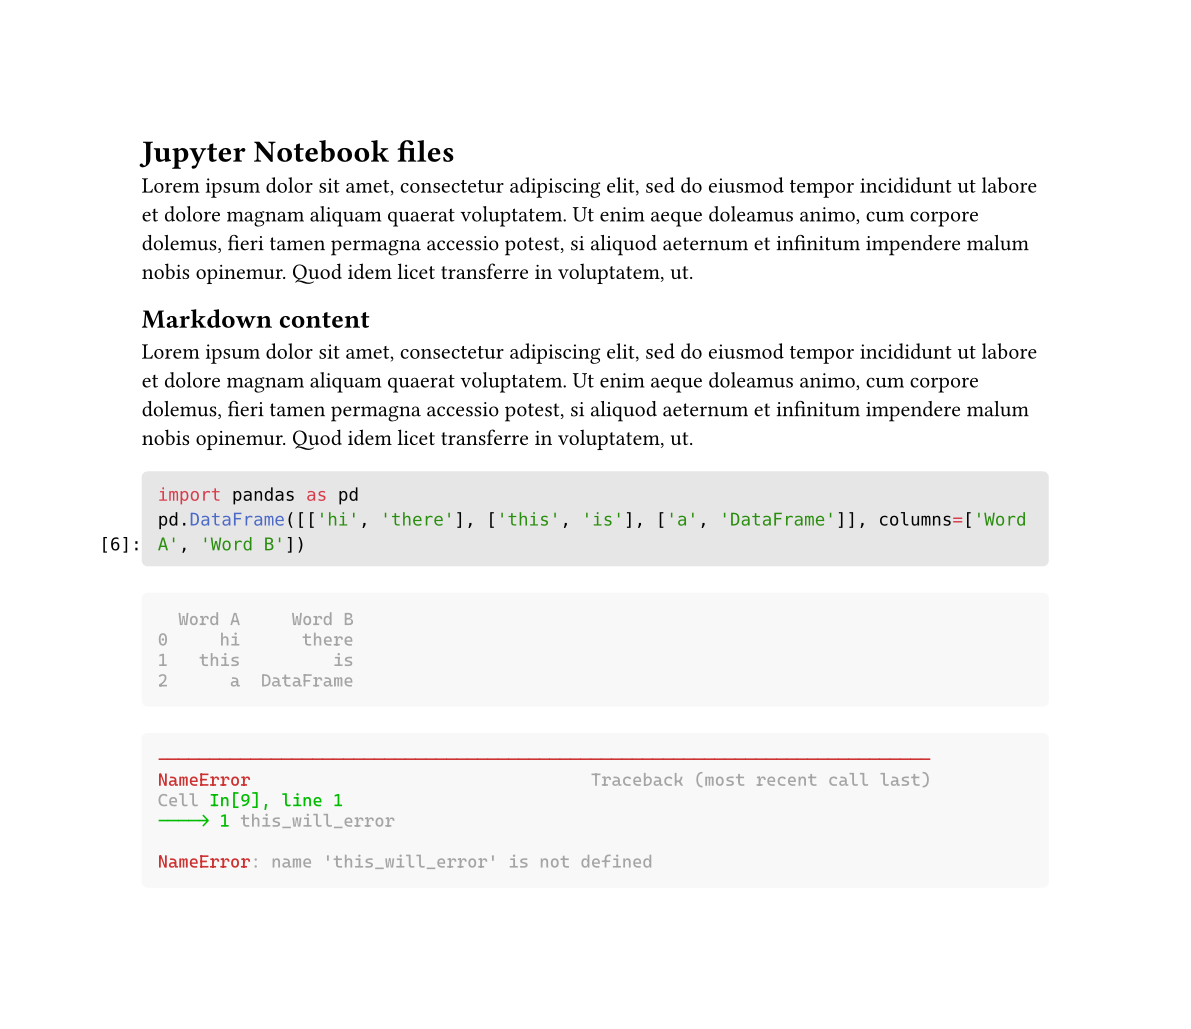 Jupyter Notebook files
Lorem ipsum dolor sit amet, consectetur adipiscing elit, sed do eiusmod tempor incididunt ut labore
et dolore magnam aliquam quaerat voluptatem. Ut enim aeque doleamus animo, cum corpore
dolemus, fieri tamen permagna accessio potest, si aliquod aeternum et infinitum impendere malum
nobis opinemur. Quod idem licet transferre in voluptatem, ut.
Markdown content
Lorem ipsum dolor sit amet, consectetur adipiscing elit, sed do eiusmod tempor incididunt ut labore
et dolore magnam aliquam quaerat voluptatem. Ut enim aeque doleamus animo, cum corpore
dolemus, fieri tamen permagna accessio potest, si aliquod aeternum et infinitum impendere malum
nobis opinemur. Quod idem licet transferre in voluptatem, ut.
import pandas as pd
pd.DataFrame([['hi', 'there'], ['this', 'is'], ['a', 'DataFrame']], columns=['Word
[6]: A', 'Word B'])
  Word A     Word B
0     hi      there
1   this         is
2      a  DataFrame
NameError                                 Traceback (most recent call last)
Cell In[9], line 1
----> 1 this_will_error
NameError: name 'this_will_error' is not defined